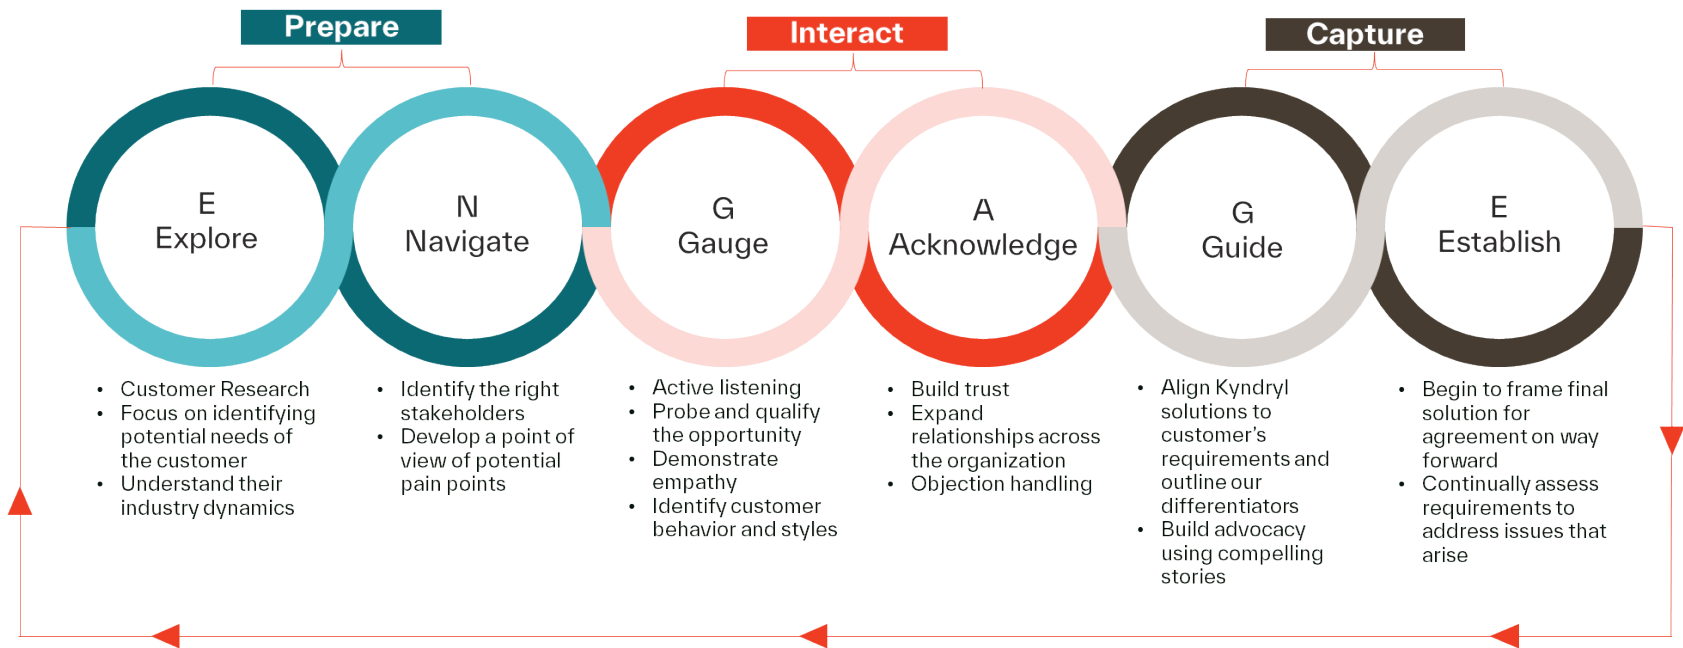 Prepare
Interact
Capture
E
Explore
N
Navigate
G
Gauge
A
Acknowledge
G
Guide
E
Establish
• Customer Research
• Focus on identifying
potential needs of
the customer
• Understand their
industry dynamics
• Identify the right
stakeholders
• Develop a point of
view of potential
pain points
• Active listening
• Probe and qualify
the opportunity
• Demonstrate
empathy
• Identify customer
behavior and styles
• Build trust
• Expand
relationships across
the organization
• Objection handling
• Align Kyndryl
solutions to
customer's
requirements and
outline our
differentiators
• Build advocacy
using compelling
stories
• Begin to frame final
solution for
agreement on way
forward
• Continually assess
requirements to
address issues that
arise